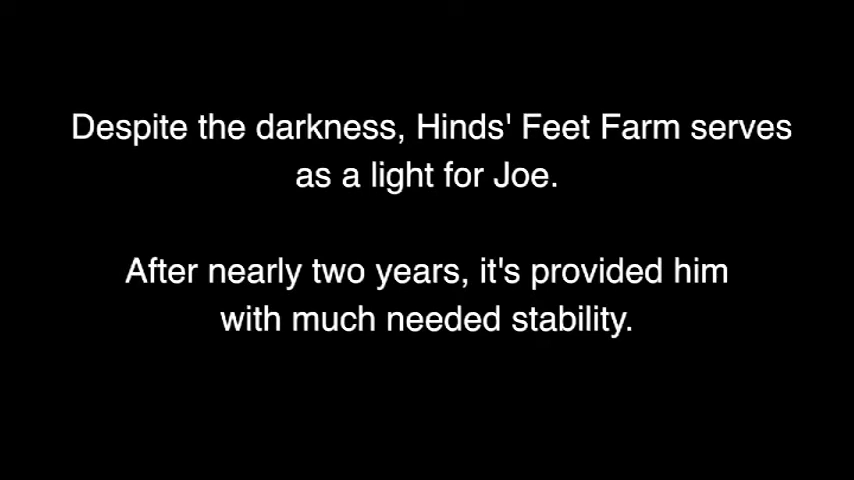 Despite the darkness, Hinds' Feet Farm serves
as a light for Joe.
After nearly two years, it's provided him
with much needed stability.